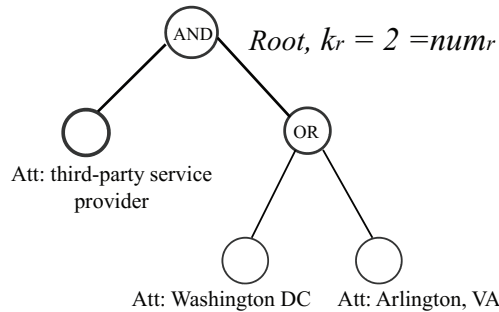 AND
Root, kr = 2 =numr
OR
Att: third-party service
provider
Att: Washington DC
Att: Arlington, VA